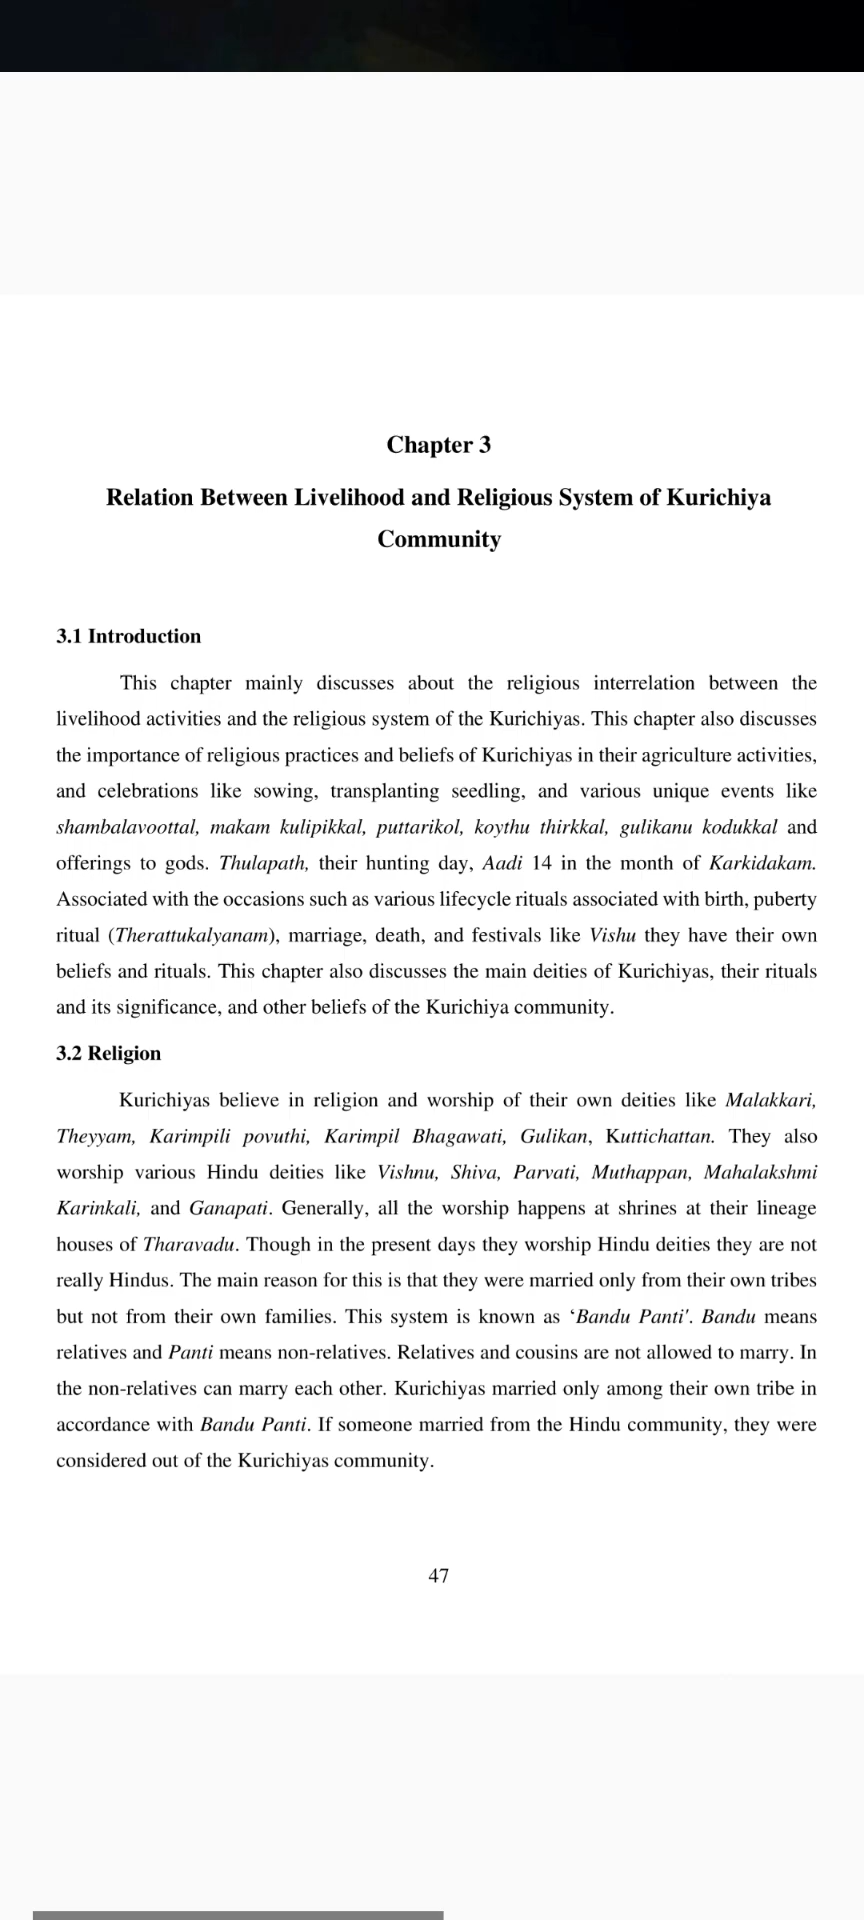 Chapter 3
Relation Between Livelihood and Religious System of Kurichiya
Community
3.1 Introduction
This chapter mainly discusses about the religious interrelation between the
livelihood activities and the religious system of the Kurichiyas. This chapter also discusses
the importance of religious practices and beliefs of Kurichiyas in their agriculture activities,
and celebrations like sowing, transplanting seedling, and various unique events like
shambalavoottal, makam kulipikkal, puttarikol, koythu thirkkal, gulikanu kodukkal and
offerings to gods. Thulapath, their hunting day, Aadi 14 in the month of Karkidakam.
Associated with the occasions such as various lifecycle rituals associated with birth, puberty
ritual (Therattukalyanam), marriage, death, and festivals like Vishu they have their own
beliefs and rituals. This chapter also discusses the main deities of Kurichiyas, their rituals
and its significance, and other beliefs of the Kurichiya community.
3.2 Religion
Kurichiyas believe in religion and worship of their own deities like Malakkari,
Theyyam, Karimpili povuthi, Karimpil Bhagawati, Gulikan, Kuttichattan. They also
worship various Hindu deities like Vishnu, Shiva, Parvati, Muthappan, Mahalakshmi
Karinkali, and Ganapati. Generally, all the worship happens at shrines at their lineage
houses of Tharavadu. Though in the present days they worship Hindu deities they are not
really Hindus. The main reason for this is that they were married only from their own tribes
but not from their own families. This system is known as ‘Bandu Panti'. Bandu means
relatives and Panti means non-relatives. Relatives and cousins are not allowed to marry. In
the non-relatives can marry each other. Kurichiyas married only among their own tribe in
accordance with Bandu Panti. If someone married from the Hindu community, they were
considered out of the Kurichiyas community.
47